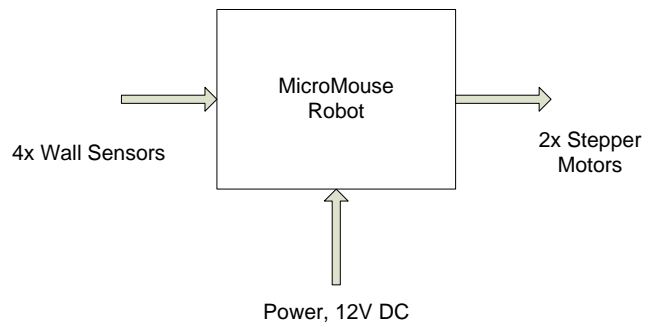 MicroMouse
Robot
4x Wall Sensors
2x Stepper
Motors
Power, 12V DC